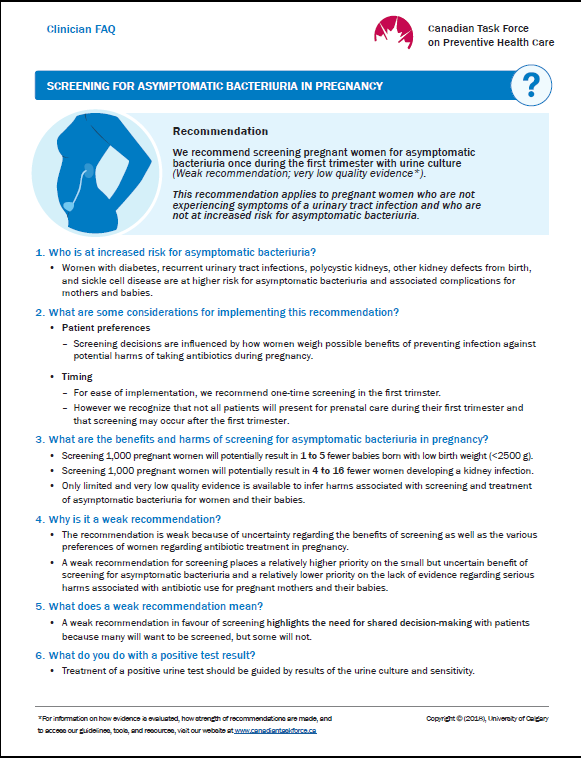 Clinician FAQ
Canadian Task Force
on Preventive Health Care
SCREENING FOR ASYMPTOMATIC BACTERIURIA IN PREGNANCY
?
Recommendation
We recommend screening pregnant women for asymptomatic
bacteriuria once during the first trimester with urine culture
(Weak recommendation; very low quality evidence*).
This recommendation applies to pregnant women who are not
experiencing symptoms of a urinary tract infection and who are
not at increased risk for asymptomatic bacteriuria.
1. Who is at increased risk for asymptomatic bacteriuria?
• Women with diabetes, recurrent urinary tract infections, polycystic kidneys, other kidney defects from birth,
and sickle cell disease are at higher risk for asymptomatic bacteriuria and associated complications for
mothers and babies.
2. What are some considerations for implementing this recommendation?
• Patient preferences
– Screening decisions are influenced by how women weigh possible benefits of preventing infection against
potential harms of taking antibiotics during pregnancy.
• Timing
– For ease of implementation, we recommend one-time screening in the first trimster.
– However we recognize that not all patients will present for prenatal care during their first trimester and
that screening may occur after the first trimester.
3. What are the benefits and harms of screening for asymptomatic bacteriuria in pregnancy?
• Screening 1,000 pregnant women will potentially result in 1 to 5 fewer babies born with low birth weight (<2500 g).
• Screening 1,000 pregnant women will potentially result in 4 to 16 fewer women developing a kidney infection.
• Only limited and very low quality evidence is available to infer harms associated with screening and treatment
of asymptomatic bacteriuria for women and their babies.
4. Why is it a weak recommendation?
• The recommendation is weak because of uncertainty regarding the benefits of screening as well as the various
preferences of women regarding antibiotic treatment in pregnancy.
• A weak recommendation for screening places a relatively higher priority on the small but uncertain benefit of
screening for asymptomatic bacteriuria and a relatively lower priority on the lack of evidence regarding serious
harms associated with antibiotic use for pregnant mothers and their babies.
5. What does a weak recommendation mean?
• A weak recommendation in favour of screening highlights the need for shared decision-making with patients
because many will want to be screened, but some will not.
6. What do you do with a positive test result?
• Treatment of a positive urine test should be guided by results of the urine culture and sensitivity.
*For information on how evidence is evaluated, how strength of recommendations are made, and
to access our guidelines, tools, and resources, visit our website at www.canadiantaskforce.ca
Copyright © (2018), University of Calgary